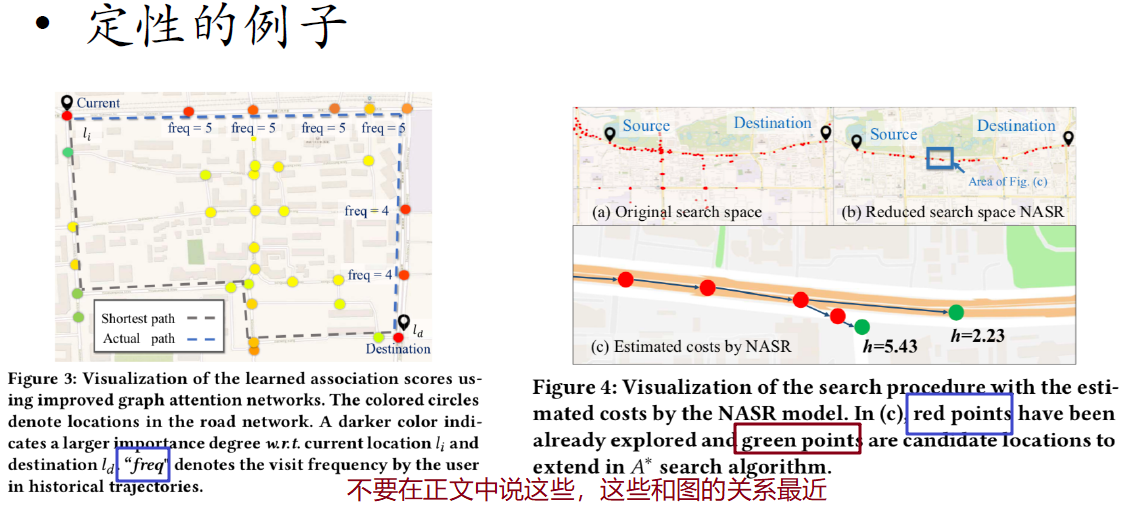 • 定性的例子
Current
l_i
freq = 5 freq = 5 freq = 5 freq = 5
freq = 4
freq = 4
Shortest path
Actual path
l_d
Destination
Figure 3: Visualization of the learned association scores us-
ing improved graph attention networks. The colored circles
denote locations in the road network. A darker color indi-
cates a larger importance degree w.r.t. current location l_i and
destination l_d. "freq" denotes the visit frequency by the user
in historical trajectories.
Source
Destination
(a) Original search space
Source
Destination
Area of Fig. (c)
(b) Reduced search space NASR
h=2.23
h=5.43
(c) Estimated costs by NASR
Figure 4: Visualization of the search procedure with the esti-
mated costs by the NASR model. In (c), red points have been
already explored and green points are candidate locations to
extend in A* search algorithm.
不要在正文中说这些，这些和图的关系最近